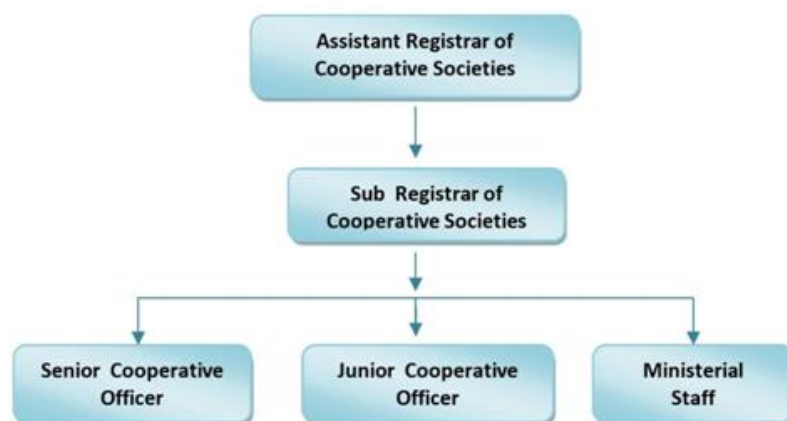 Assistant Registrar of
Cooperative Societies
Sub Registrar of
Cooperative Societies
Senior Cooperative
Officer
Junior Cooperative
Officer
Ministerial
Staff